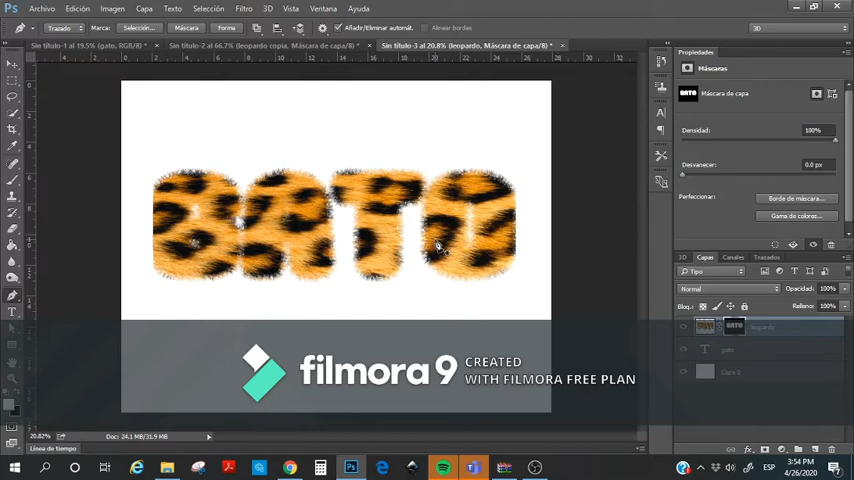 Ps Archivo Edición Imagen Capa Texto Selección Filtro 3D Vista Ventana Ayuda
Trazado Marca: Selección... Máscara Forma Añadir/Eliminar automát. Alinear bordes 3D
Sin título-1 al 19.5% (gato, RGB/8) * × Sin título-2 al 66.7% (leopardo copia, Máscara de capa/8) * × Sin título-3 al 20.8% (leopardo, Máscara de capa/8) * ×
Propiedades
Máscaras
GATO Máscara de capa
Densidad: 100%
Desvanecer: 0.0 px
Perfeccionar: Borde de máscara...
Gama de colores...
GATO
3D Capas Canales Trazados
Tipo
Normal Opacidad: 100%
Bloq.: Relleno: 100%
leopardo
gato
Capa 0
filmora9 CREATED
WITH FILMORA FREE PLAN
20.82% Doc: 24.1 MB/31.9 MB
Línea de tiempo
ESP 3:54 PM
4/26/2020